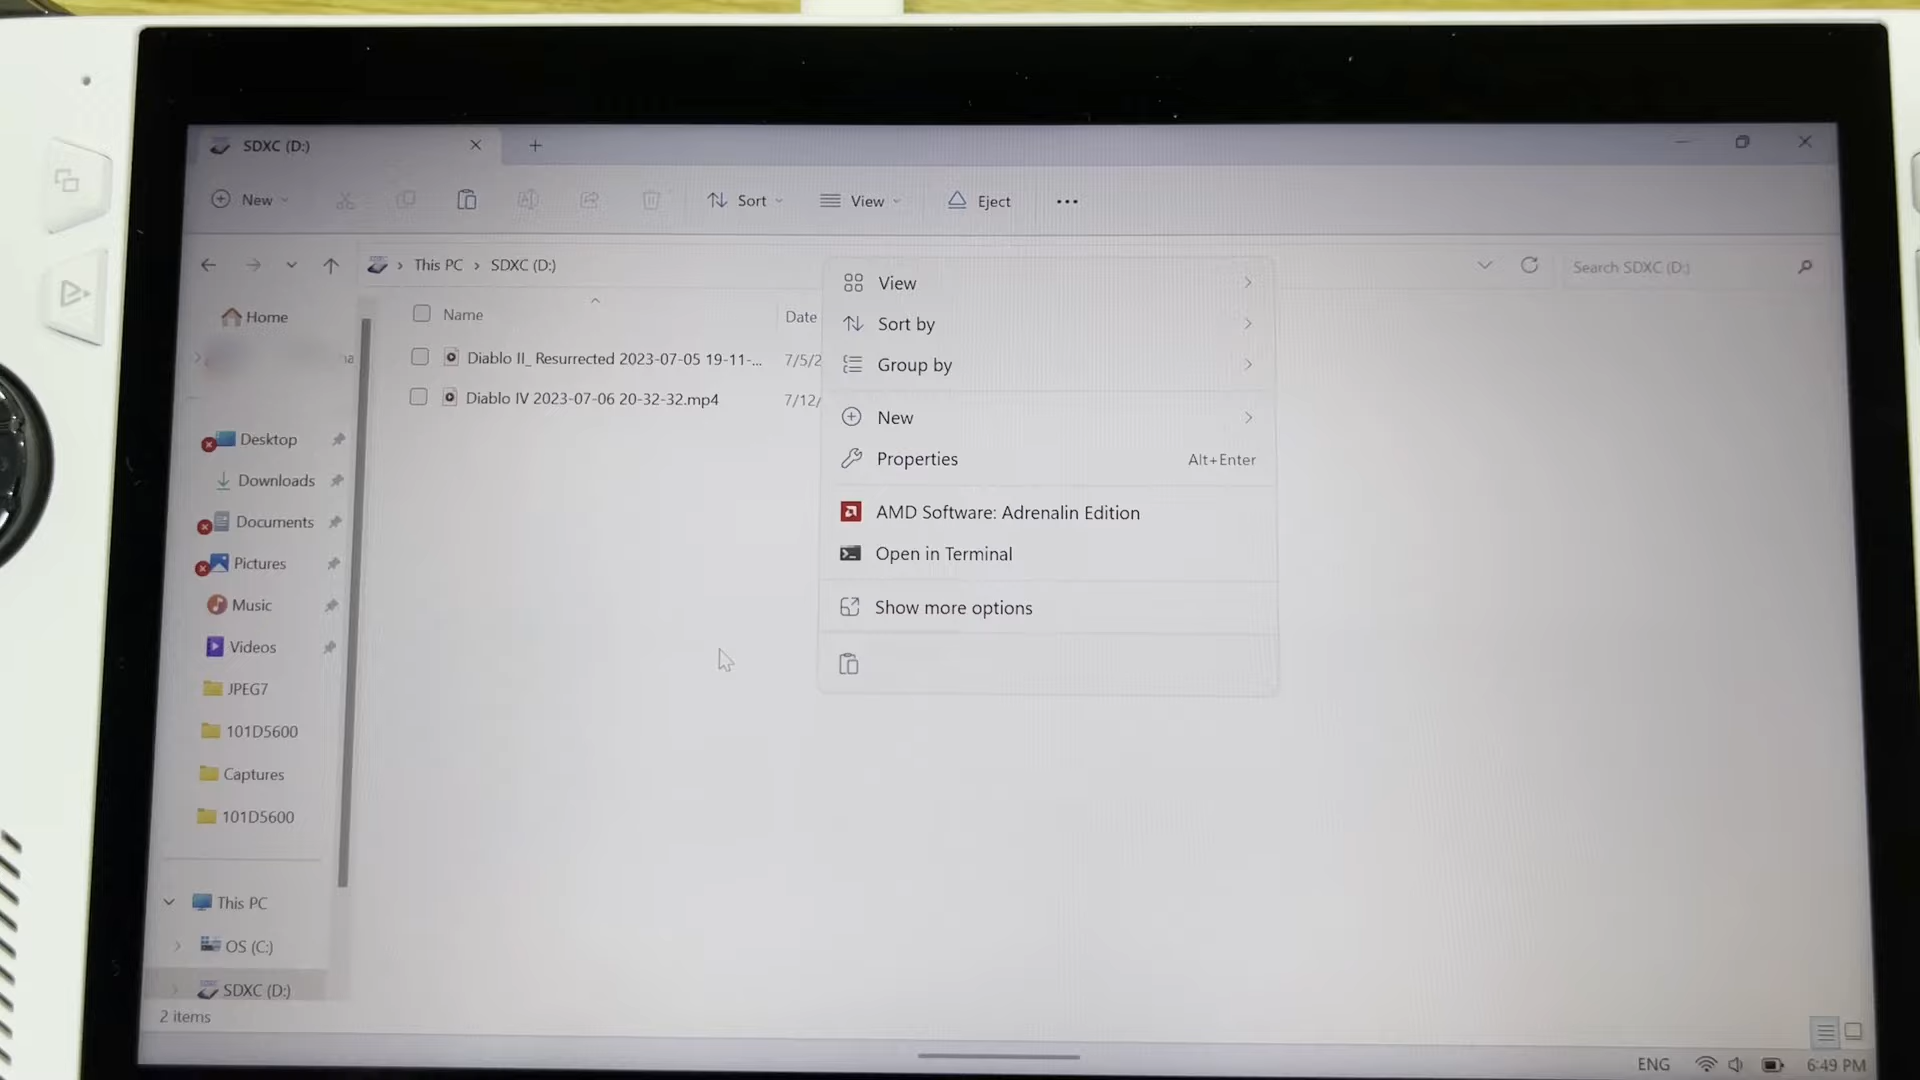 SDXC (D:)
New
Sort
View
Eject
This PC
SDXC (D:)
Search SDXC (D:)
Home
Desktop
Downloads
Documents
Pictures
Music
Videos
JPEG7
101D5600
Captures
101D5600
This PC
OS (C:)
SDXC (D:)
2 items
Name
Date
Diablo II_ Resurrected 2023-07-05 19-11-...
7/5/2
Diablo IV 2023-07-06 20-32-32.mp4
7/12/
View
Sort by
Group by
New
Properties Alt+Enter
AMD Software: Adrenalin Edition
Open in Terminal
Show more options
ENG
6:49 PM